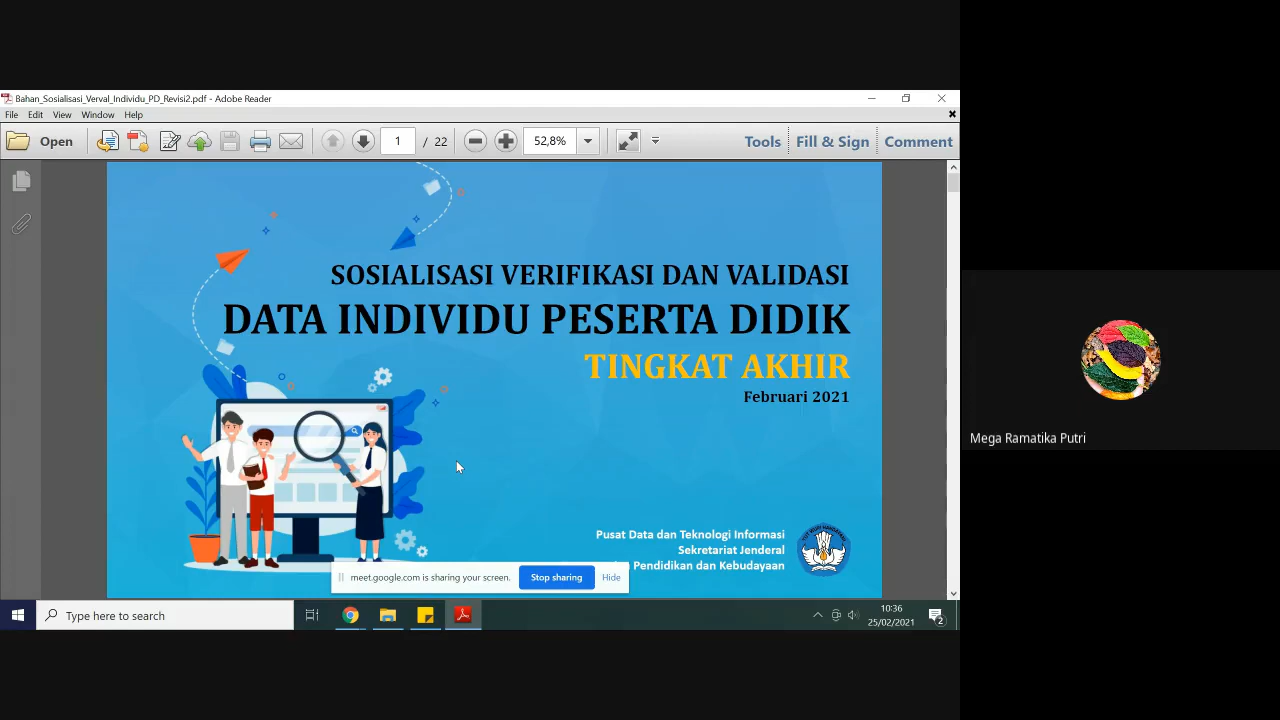 Bahan_Sosialisasi_Verval_Individu_PD_Revisi2.pdf - Adobe Reader
File Edit View Window Help
Open 1 / 22 52,8% Tools Fill & Sign Comment
SOSIALISASI VERIFIKASI DAN VALIDASI
DATA INDIVIDU PESERTA DIDIK
TINGKAT AKHIR
Februari 2021
Mega Ramatika Putri
Pusat Data dan Teknologi Informasi
Sekretariat Jenderal
Pendidikan dan Kebudayaan
meet.google.com is sharing your screen. Stop sharing Hide
Type here to search
10:36
25/02/2021
2